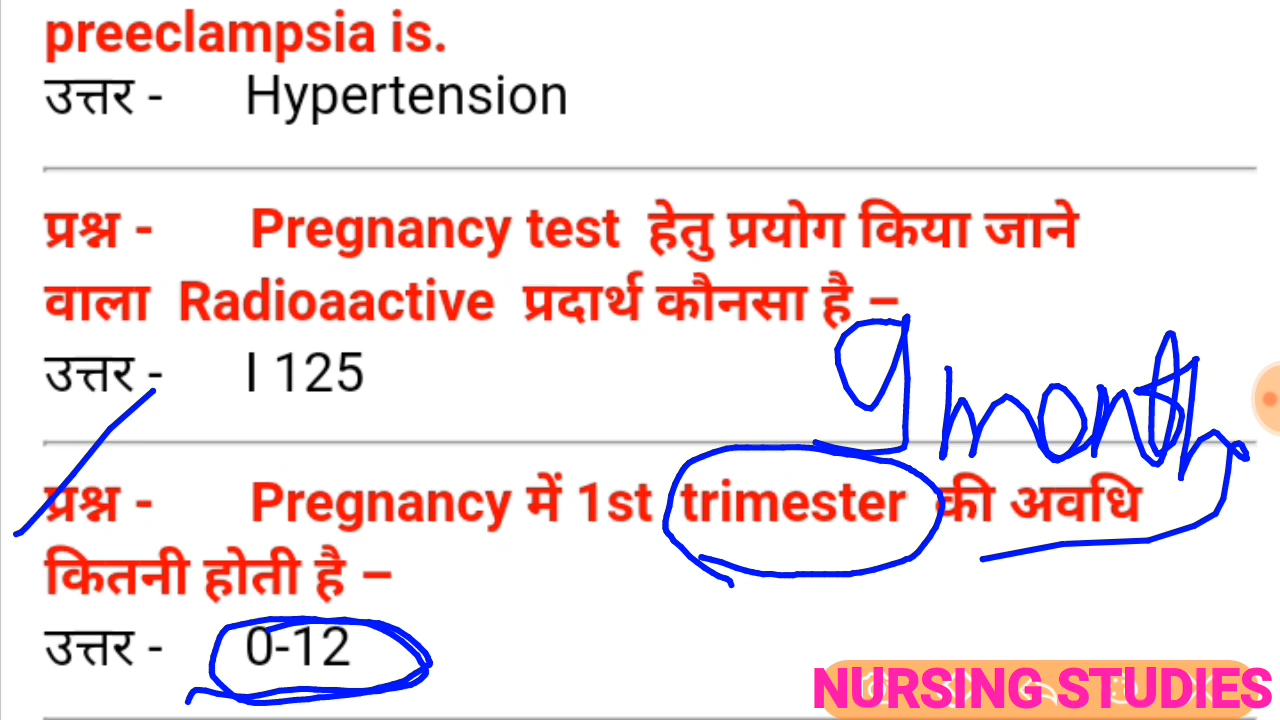 preeclampsia is.
उत्तर - Hypertension
प्रश्न - Pregnancy test हेतु प्रयोग किया जाने
वाला Radioaactive प्रदार्थ कौनसा है –
उत्तर - I 125
9 month
प्रश्न - Pregnancy में 1st trimester की अवधि
कितनी होती है –
उत्तर - 0-12
NURSING STUDIES